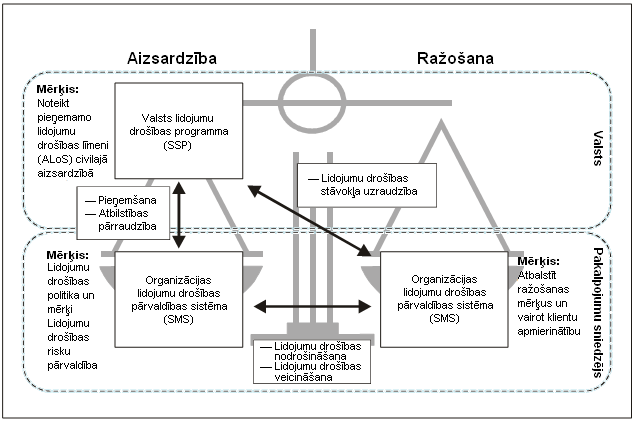 Aizsardzība
Ražošana
Mērķis:
Noteikt
pieņemamo
lidojumu
drošības līmeni
(ALoS) civilajā
aizsardzībā
Valsts lidojumu
drošības programma
(SSP)
Valsts
— Pieņemšana
— Atbilstības
pārraudzība
— Lidojumu drošības
stāvokļa uzraudzība
Mērķis:
Lidojumu
drošības
politika un
mērķi
Lidojumu
drošības
risku
pārvaldība
Organizācijas
lidojumu drošības
pārvaldības sistēma
(SMS)
Organizācijas
lidojumu drošības
pārvaldības sistēma
(SMS)
Mērķis:
Atbalstīt
ražošanas
mērķus un
vairot klientu
apmierinātību
Pakalpojumu sniedzējs
— Lidojumu drošības
nodrošināšana
— Lidojumu drošības
veicināšana